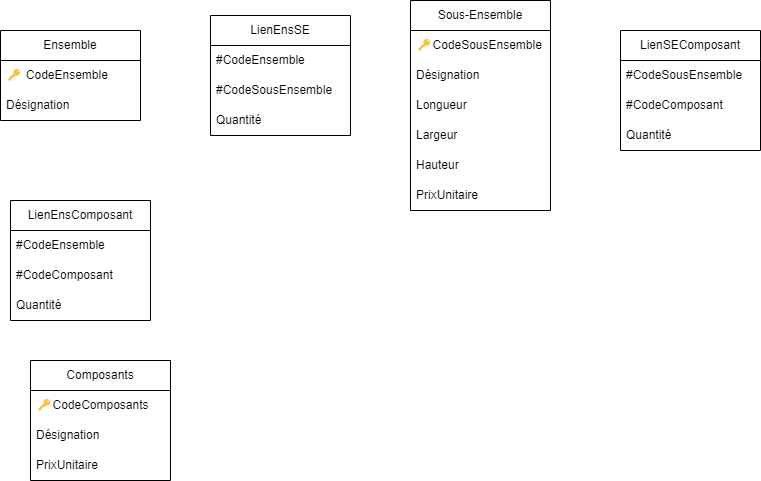 Ensemble
CodeEnsemble
Désignation
LienEnsSE
#CodeEnsemble
#CodeSousEnsemble
Quantité
Sous-Ensemble
CodeSousEnsemble
Désignation
Longueur
Largeur
Hauteur
PrixUnitaire
LienSEComposant
#CodeSousEnsemble
#CodeComposant
Quantité
LienEnsComposant
#CodeEnsemble
#CodeComposant
Quantité
Composants
CodeComposants
Désignation
PrixUnitaire